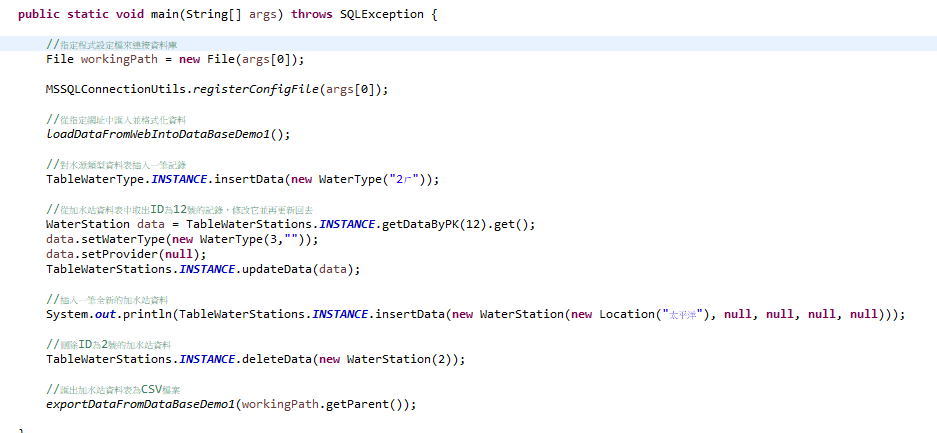 public static void main(String[] args) throws SQLException {
//指定程式設定檔來連接資料庫
File workingPath = new File(args[0]);
MSSQLConnectionUtils.registerConfigFile(args[0]);
//從指定網址中匯入並格式化資料
loadDataFromWebIntoDataBaseDemo1();
//對水源類型資料表插入一筆記錄
TableWaterType.INSTANCE.insertData(new WaterType("2ㄏ"));
//從加水站資料表中取出ID為12號的記錄，修改它並再更新回去
WaterStation data = TableWaterStations.INSTANCE.getDataByPK(12).get();
data.setWaterType(new WaterType(3,""));
data.setProvider(null);
TableWaterStations.INSTANCE.updateData(data);
//插入一筆全新的加水站資料
System.out.println(TableWaterStations.INSTANCE.insertData(new WaterStation(new Location("太平洋"), null, null, null, null)));
//刪除ID為2號的加水站資料
TableWaterStations.INSTANCE.deleteData(new WaterStation(2));
//匯出加水站資料表為CSV檔案
exportDataFromDataBaseDemo1(workingPath.getParent());
}